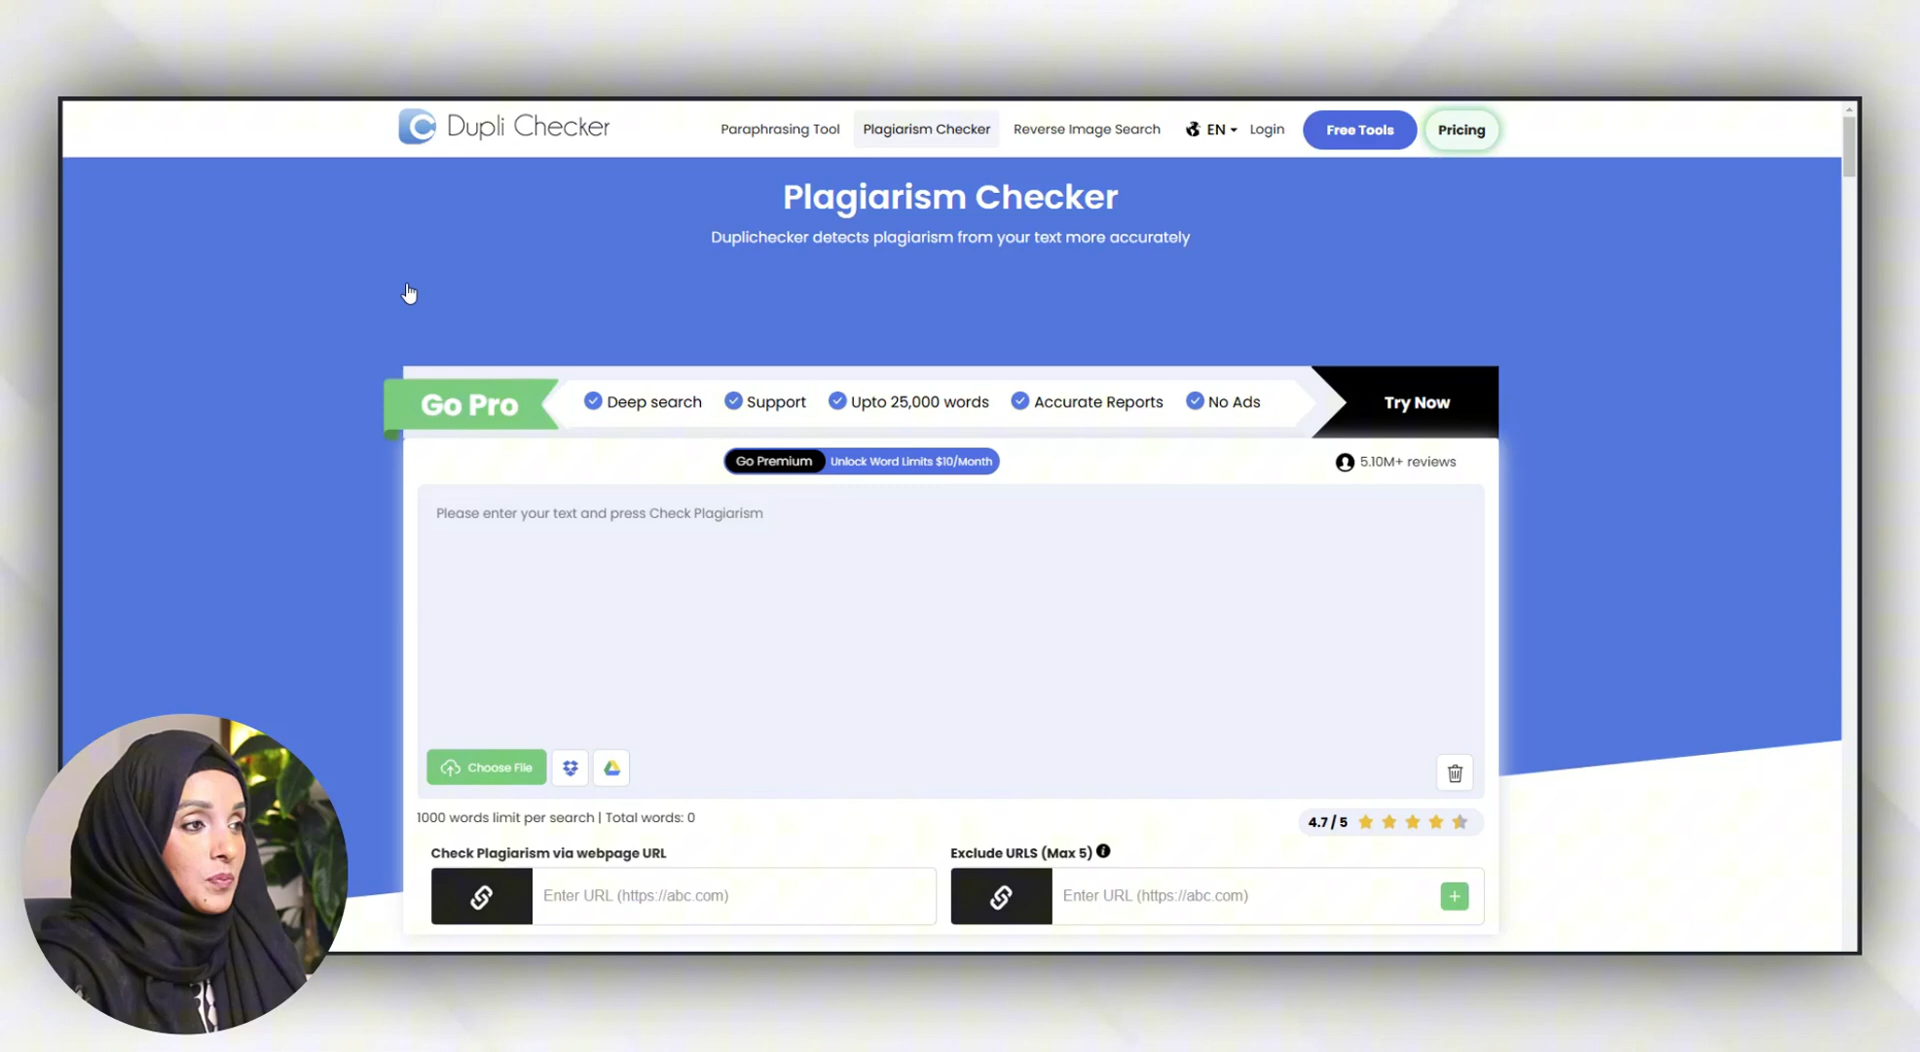 Dupli Checker
Paraphrasing Tool
Plagiarism Checker
Reverse Image Search
EN
Login
Free Tools
Pricing
Plagiarism Checker
Duplichecker detects plagiarism from your text more accurately
Go Pro
Deep search
Support
Upto 25,000 words
Accurate Reports
No Ads
Try Now
Go Premium
Unlock Word Limits $10/Month
5.10M+ reviews
Please enter your text and press Check Plagiarism
Choose File
1000 words limit per search | Total words: 0
4.7 / 5
Check Plagiarism via webpage URL
Exclude URLS (Max 5)
Enter URL (https://abc.com)
Enter URL (https://abc.com)